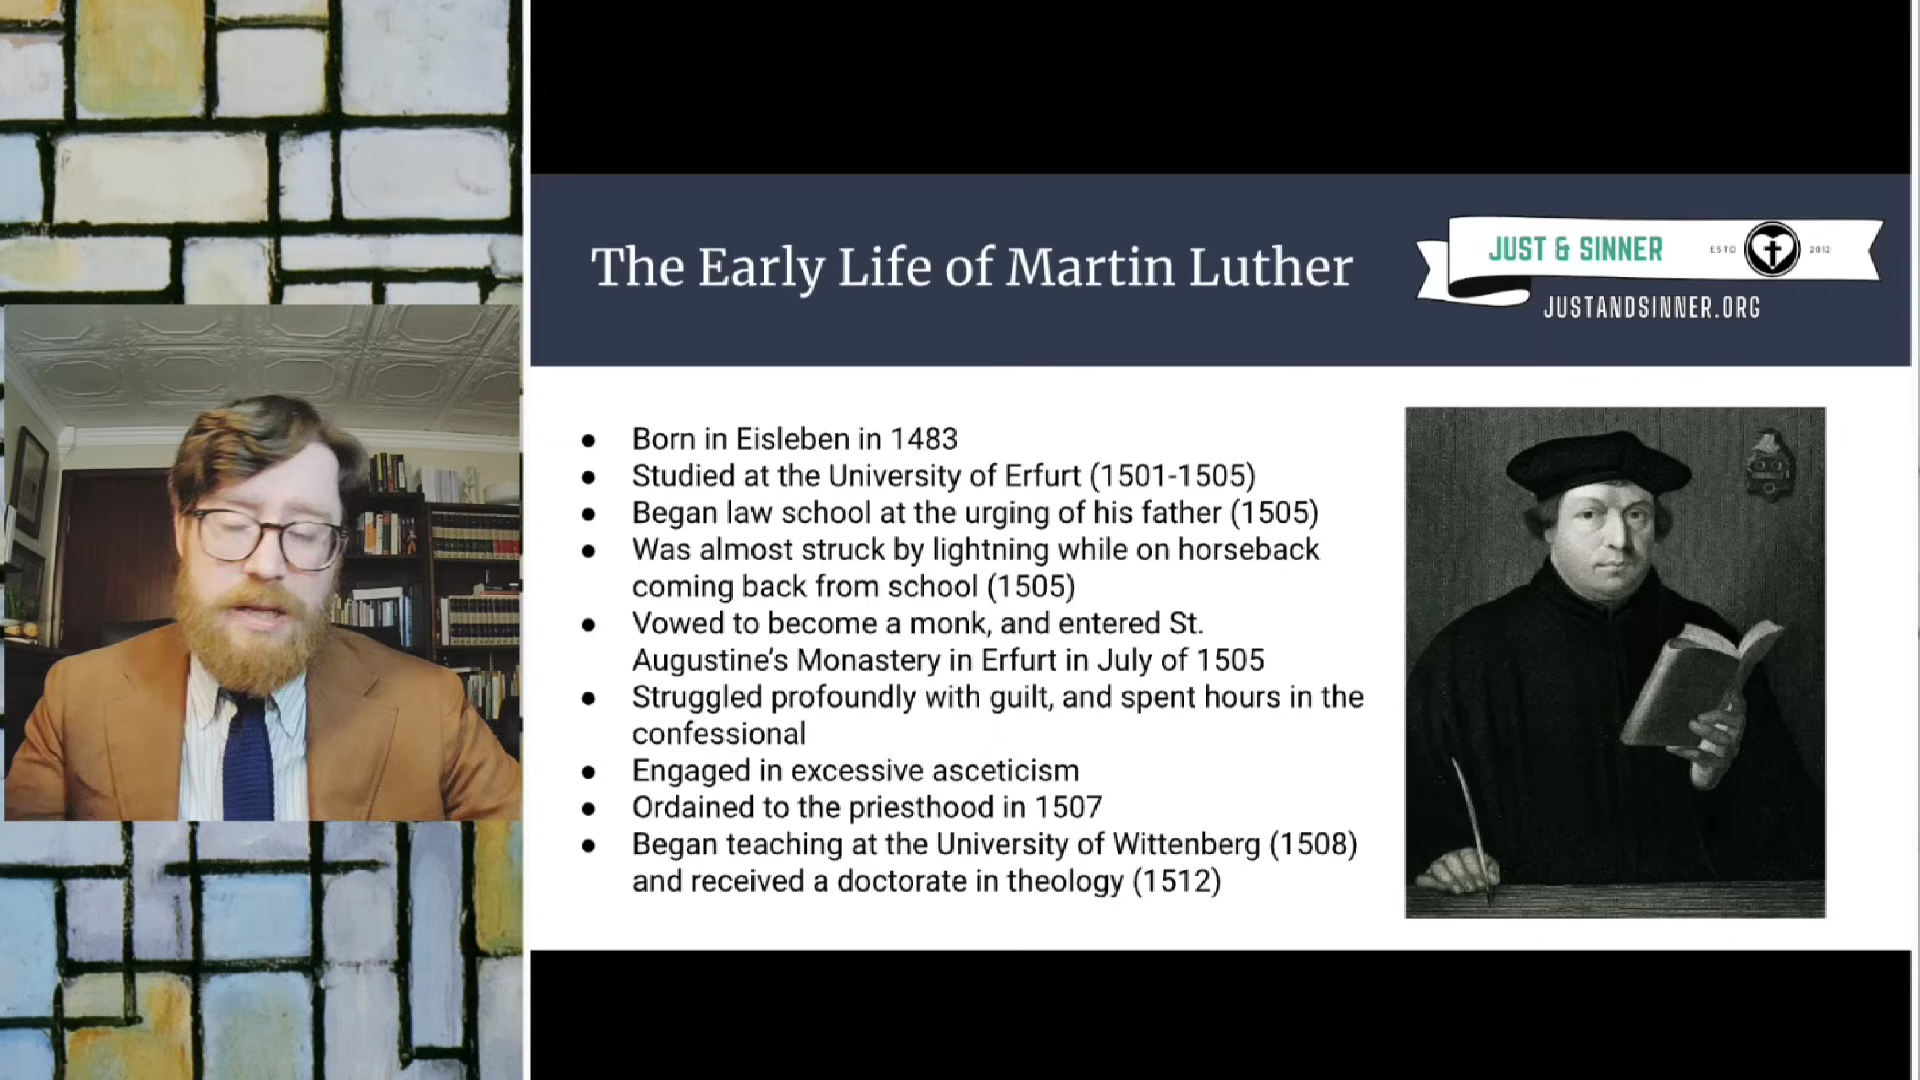 The Early Life of Martin Luther
JUST & SINNER
ESTD 2012
JUSTANDSINNER.ORG
● Born in Eisleben in 1483
● Studied at the University of Erfurt (1501-1505)
● Began law school at the urging of his father (1505)
● Was almost struck by lightning while on horseback
coming back from school (1505)
● Vowed to become a monk, and entered St.
Augustine’s Monastery in Erfurt in July of 1505
● Struggled profoundly with guilt, and spent hours in the
confessional
● Engaged in excessive asceticism
● Ordained to the priesthood in 1507
● Began teaching at the University of Wittenberg (1508)
and received a doctorate in theology (1512)